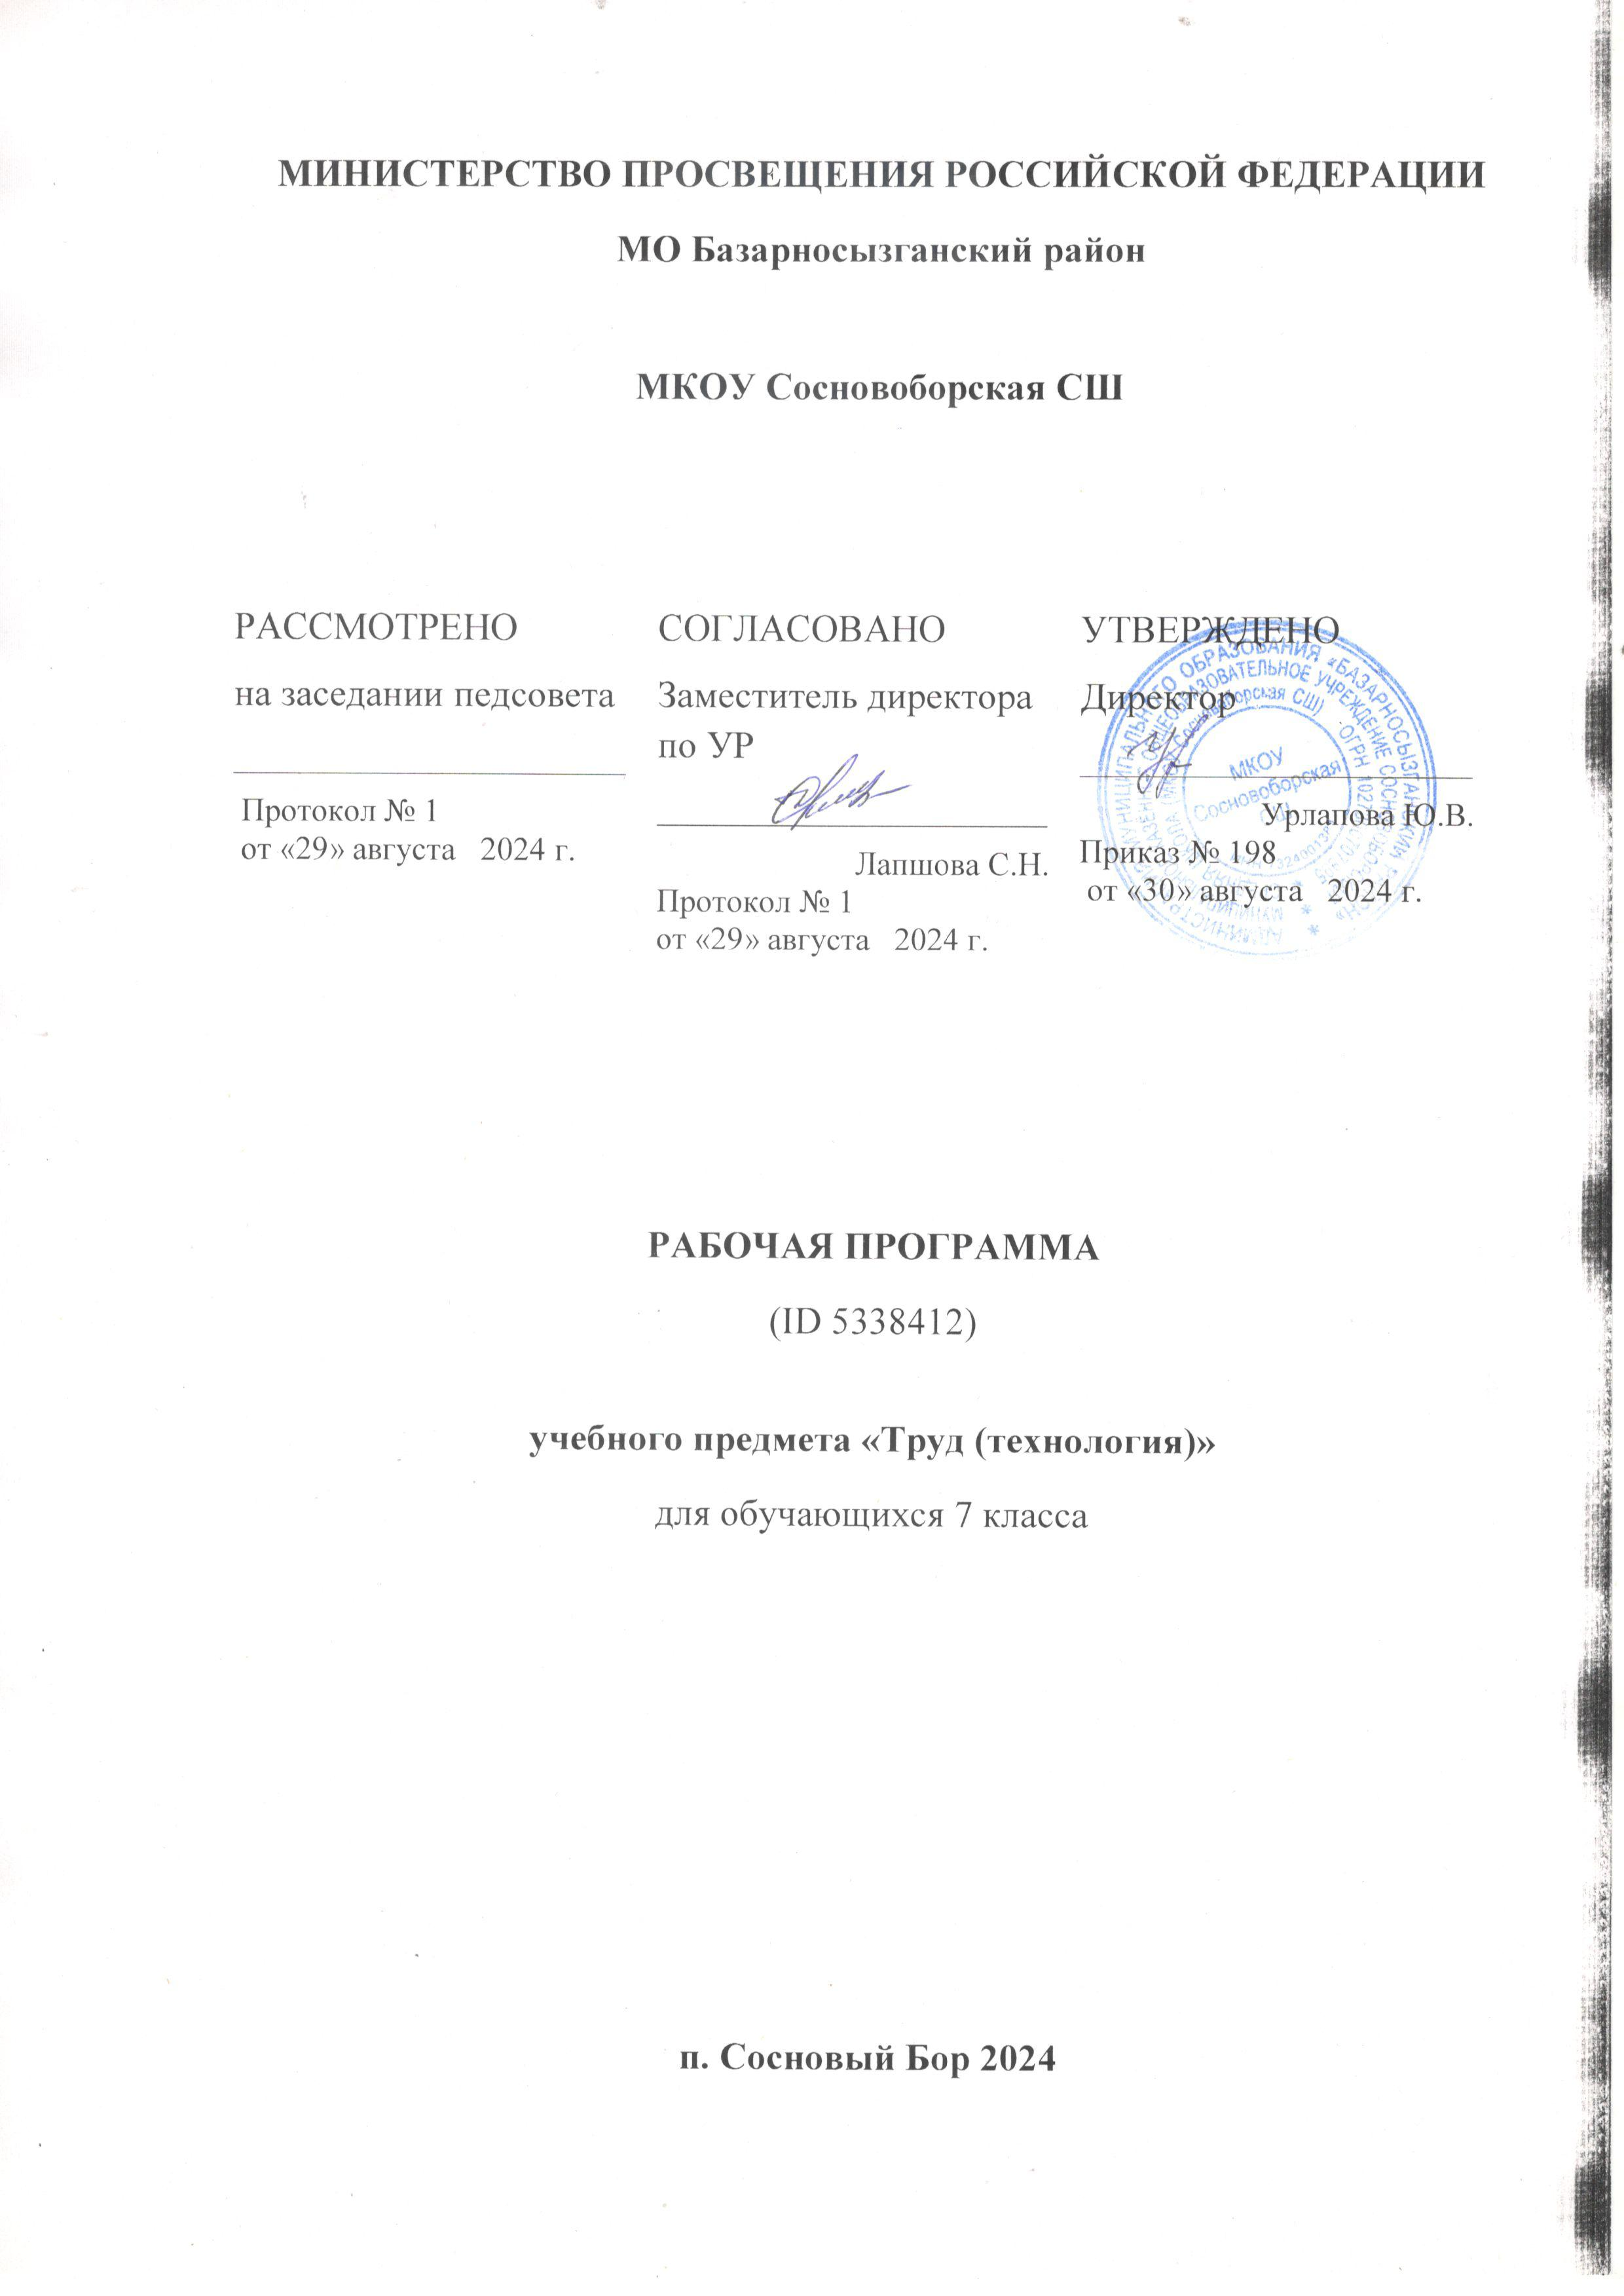 МИНИСТЕРСТВО ПРОСВЕЩЕНИЯ РОССИЙСКОЙ ФЕДЕРАЦИИ
МО Базарносызганский район
МКОУ Сосновоборская СШ
РАССМОТРЕНО
на заседании педсовета
Протокол № 1
от «29» августа 2024 г.
СОГЛАСОВАНО
Заместитель директора
по УР
Лапшова С.Н.
Протокол № 1
от «29» августа 2024 г.
УТВЕРЖДЕНО
Директор
Урлапова Ю.В.
Приказ № 198
от «30» августа 2024 г.
МКОУ
Сосновоборская
СШ
РАБОЧАЯ ПРОГРАММА
(ID 5338412)
учебного предмета «Труд (технология)»
для обучающихся 7 класса
п. Сосновый Бор 2024